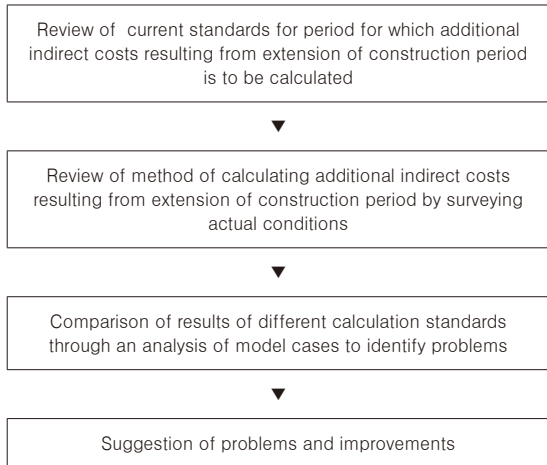 Review of current standards for period for which additional
indirect costs resulting from extension of construction period
is to be calculated
▼
Review of method of calculating additional indirect costs
resulting from extension of construction period by surveying
actual conditions
▼
Comparison of results of different calculation standards
through an analysis of model cases to identify problems
▼
Suggestion of problems and improvements